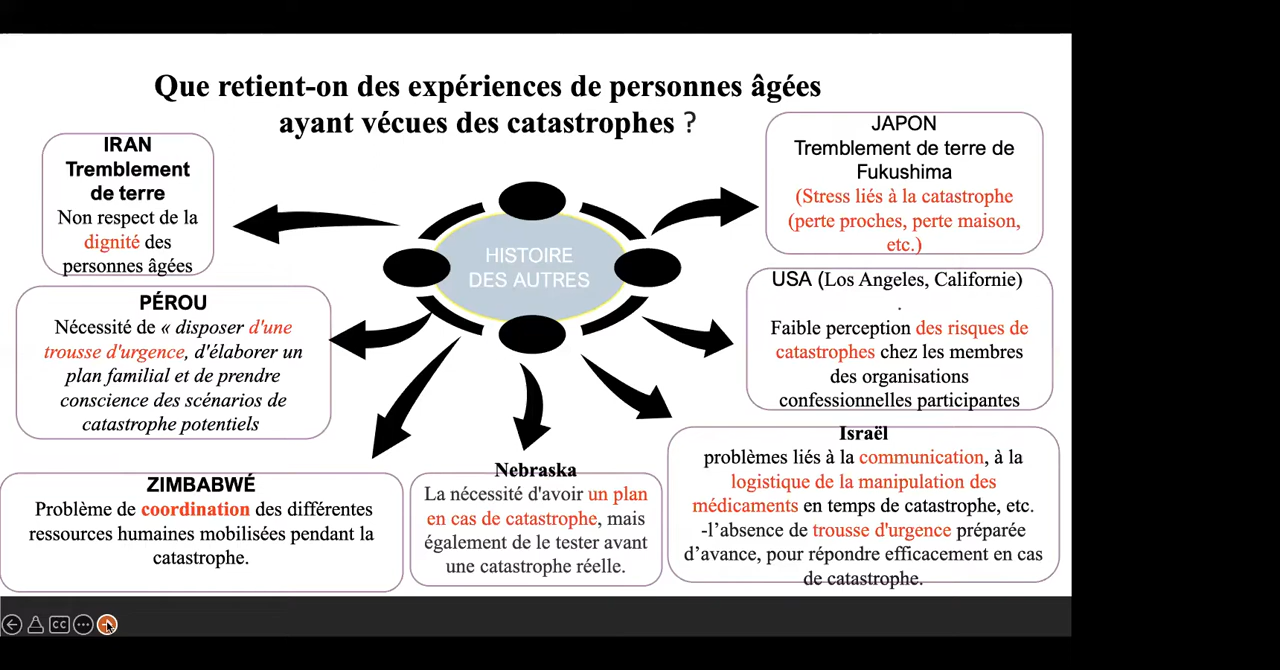 Que retient-on des expériences de personnes âgées
ayant vécues des catastrophes ?
IRAN
Tremblement
de terre
Non respect de la
dignité des
personnes âgées
JAPON
Tremblement de terre de
Fukushima
(Stress liés à la catastrophe
(perte proches, perte maison,
etc.)
HISTOIRE
DES AUTRES
PÉROU
Nécessité de « disposer d'une
trousse d'urgence, d'élaborer un
plan familial et de prendre
conscience des scénarios de
catastrophe potentiels
USA (Los Angeles, Californie)
.
Faible perception des risques de
catastrophes chez les membres
des organisations
confessionnelles participantes
ZIMBABWÉ
Problème de coordination des différentes
ressources humaines mobilisées pendant la
catastrophe.
Nebraska
La nécessité d'avoir un plan
en cas de catastrophe, mais
également de le tester avant
une catastrophe réelle.
Israël
problèmes liés à la communication, à la
logistique de la manipulation des
médicaments en temps de catastrophe, etc.
-l’absence de trousse d'urgence préparée
d’avance, pour répondre efficacement en cas
de catastrophe.
CC